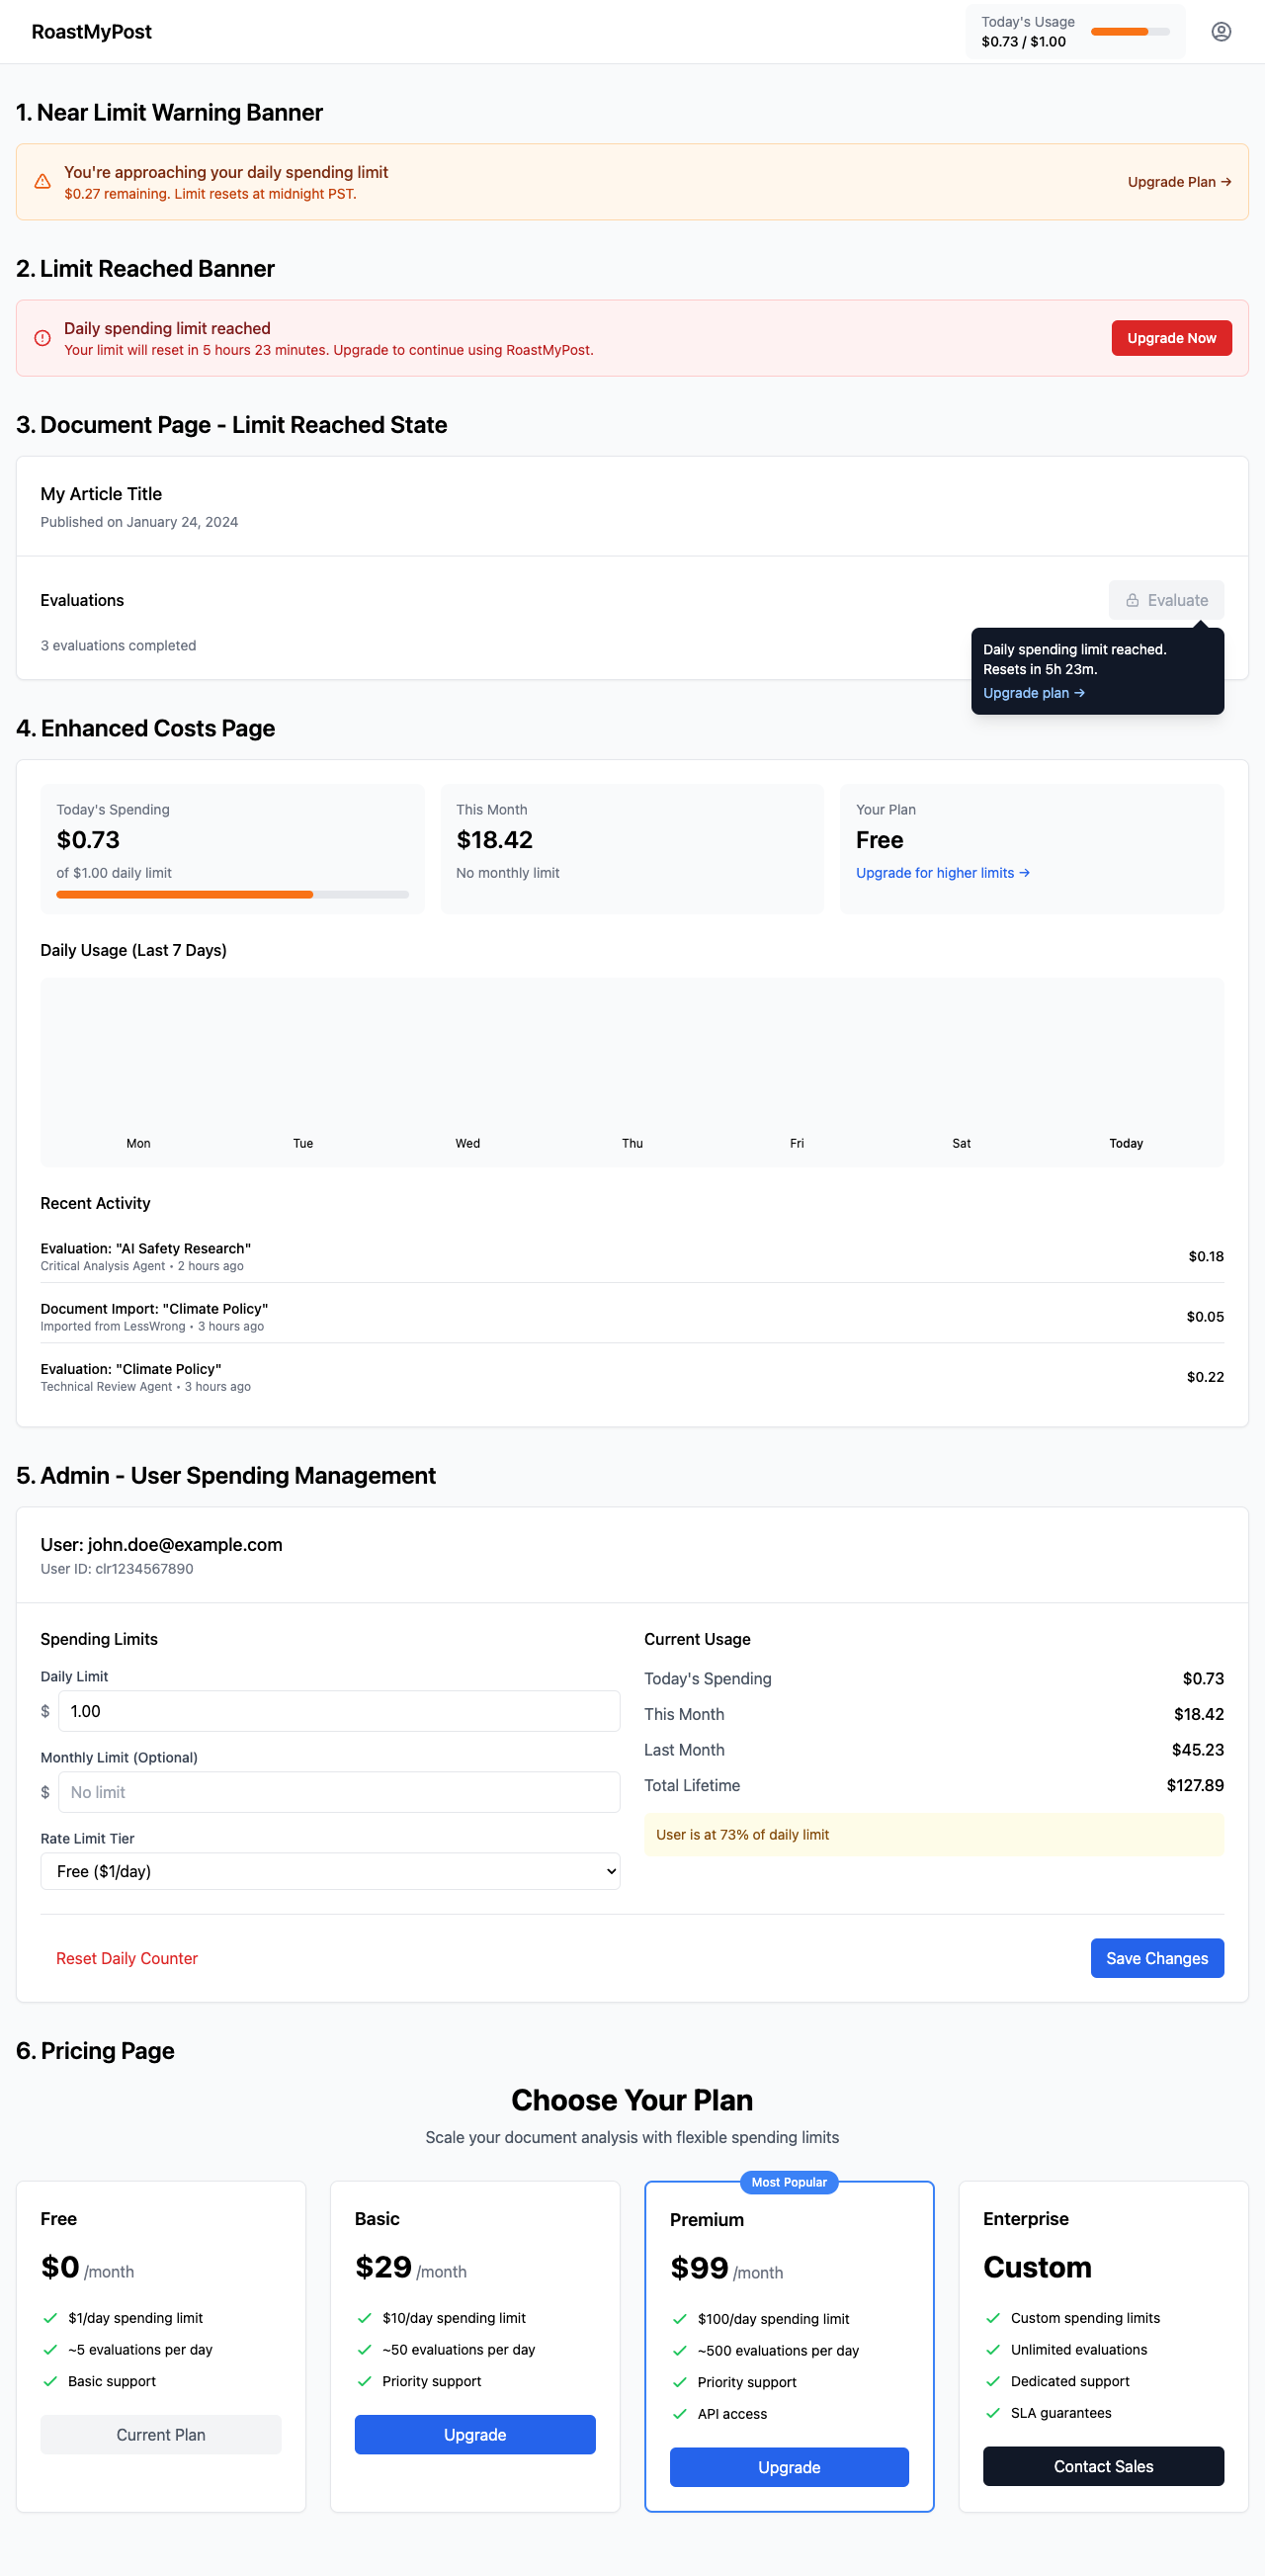 RoastMyPost
Today's Usage
$0.73 / $1.00
1. Near Limit Warning Banner
You're approaching your daily spending limit
$0.27 remaining. Limit resets at midnight PST.
Upgrade Plan →
2. Limit Reached Banner
Daily spending limit reached
Your limit will reset in 5 hours 23 minutes. Upgrade to continue using RoastMyPost.
Upgrade Now
3. Document Page - Limit Reached State
My Article Title
Published on January 24, 2024
Evaluations
Evaluate
3 evaluations completed
Daily spending limit reached.
Resets in 5h 23m.
Upgrade plan →
4. Enhanced Costs Page
Today's Spending
$0.73
of $1.00 daily limit
This Month
$18.42
No monthly limit
Your Plan
Free
Upgrade for higher limits →
Daily Usage (Last 7 Days)
Mon Tue Wed Thu Fri Sat Today
Recent Activity
Evaluation: "AI Safety Research"
Critical Analysis Agent • 2 hours ago
$0.18
Document Import: "Climate Policy"
Imported from LessWrong • 3 hours ago
$0.05
Evaluation: "Climate Policy"
Technical Review Agent • 3 hours ago
$0.22
5. Admin - User Spending Management
User: john.doe@example.com
User ID: clr1234567890
Spending Limits
Daily Limit
$ 1.00
Monthly Limit (Optional)
$ No limit
Rate Limit Tier
Free ($1/day)
Current Usage
Today's Spending $0.73
This Month $18.42
Last Month $45.23
Total Lifetime $127.89
User is at 73% of daily limit
Reset Daily Counter
Save Changes
6. Pricing Page
Choose Your Plan
Scale your document analysis with flexible spending limits
Free
$0 /month
$1/day spending limit
~5 evaluations per day
Basic support
Current Plan
Basic
$29 /month
$10/day spending limit
~50 evaluations per day
Priority support
Upgrade
Most Popular
Premium
$99 /month
$100/day spending limit
~500 evaluations per day
Priority support
API access
Upgrade
Enterprise
Custom
Custom spending limits
Unlimited evaluations
Dedicated support
SLA guarantees
Contact Sales